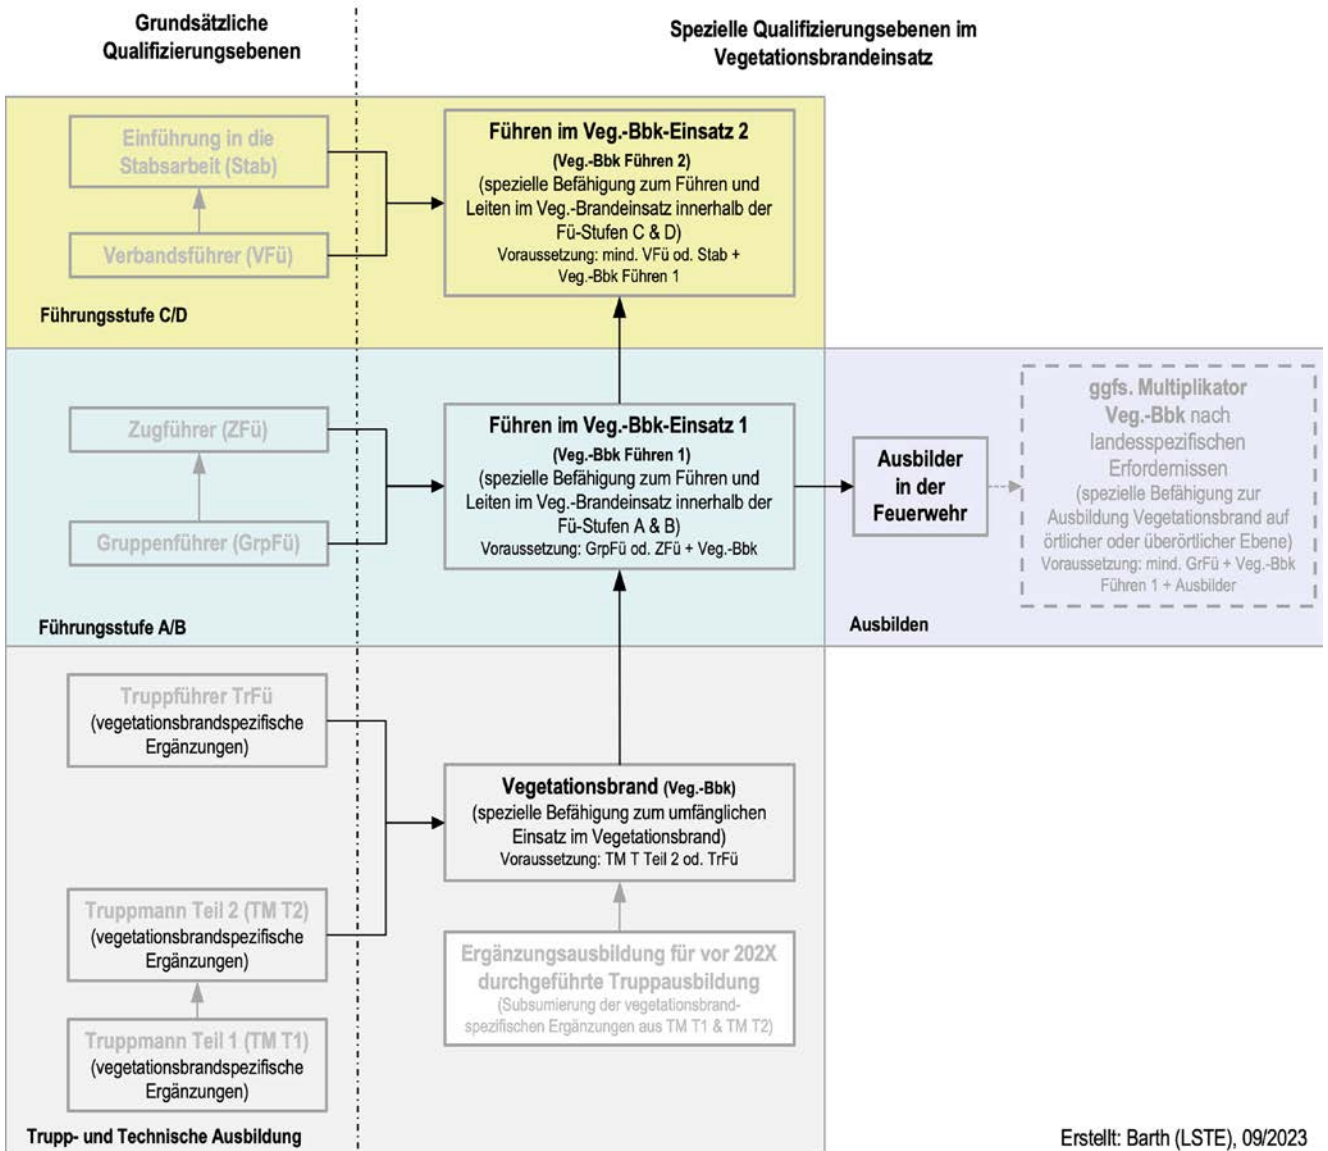 Grundsätzliche
Qualifizierungsebenen
Spezielle Qualifizierungsebenen im
Vegetationsbrandeinsatz
Einführung in die
Stabsarbeit (Stab)
Verbandsführer (VFü)
Führungsstufe C/D
Führen im Veg.-Bbk-Einsatz 2
(Veg.-Bbk Führen 2)
(spezielle Befähigung zum Führen und
Leiten im Veg.-Brandeinsatz innerhalb der
Fü-Stufen C & D)
Voraussetzung: mind. VFü od. Stab +
Veg.-Bbk Führen 1
Zugführer (ZFü)
Gruppenführer (GrpFü)
Führungsstufe A/B
Führen im Veg.-Bbk-Einsatz 1
(Veg.-Bbk Führen 1)
(spezielle Befähigung zum Führen und
Leiten im Veg.-Brandeinsatz innerhalb der
Fü-Stufen A & B)
Voraussetzung: GrpFü od. ZFü + Veg.-Bbk
Ausbilder
in der
Feuerwehr
ggfs. Multiplikator
Veg.-Bbk nach
landesspezifischen
Erfordernissen
(spezielle Befähigung zur
Ausbildung Vegetationsbrand auf
örtlicher oder überörtlicher Ebene)
Voraussetzung: mind. GrFü + Veg.-Bbk
Führen 1 + Ausbilder
Ausbilden
Truppführer TrFü
(vegetationsbrandspezifische
Ergänzungen)
Truppmann Teil 2 (TM T2)
(vegetationsbrandspezifische
Ergänzungen)
Truppmann Teil 1 (TM T1)
(vegetationsbrandspezifische
Ergänzungen)
Trupp- und Technische Ausbildung
Vegetationsbrand (Veg.-Bbk)
(spezielle Befähigung zum umfänglichen
Einsatz im Vegetationsbrand)
Voraussetzung: TM T Teil 2 od. TrFü
Ergänzungsausbildung für vor 202X
durchgeführte Truppausbildung
(Subsumierung der vegetationsbrand-
spezifischen Ergänzungen aus TM T1 & TM T2)
Erstellt: Barth (LSTE), 09/2023